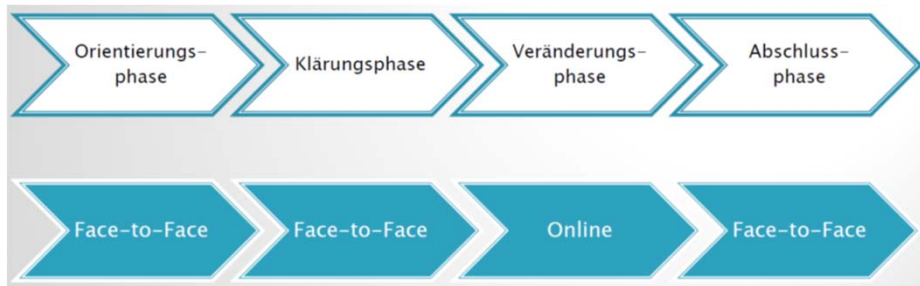 Orientierungs-
phase
Klärungsphase
Veränderungs-
phase
Abschluss-
phase
Face-to-Face
Face-to-Face
Online
Face-to-Face